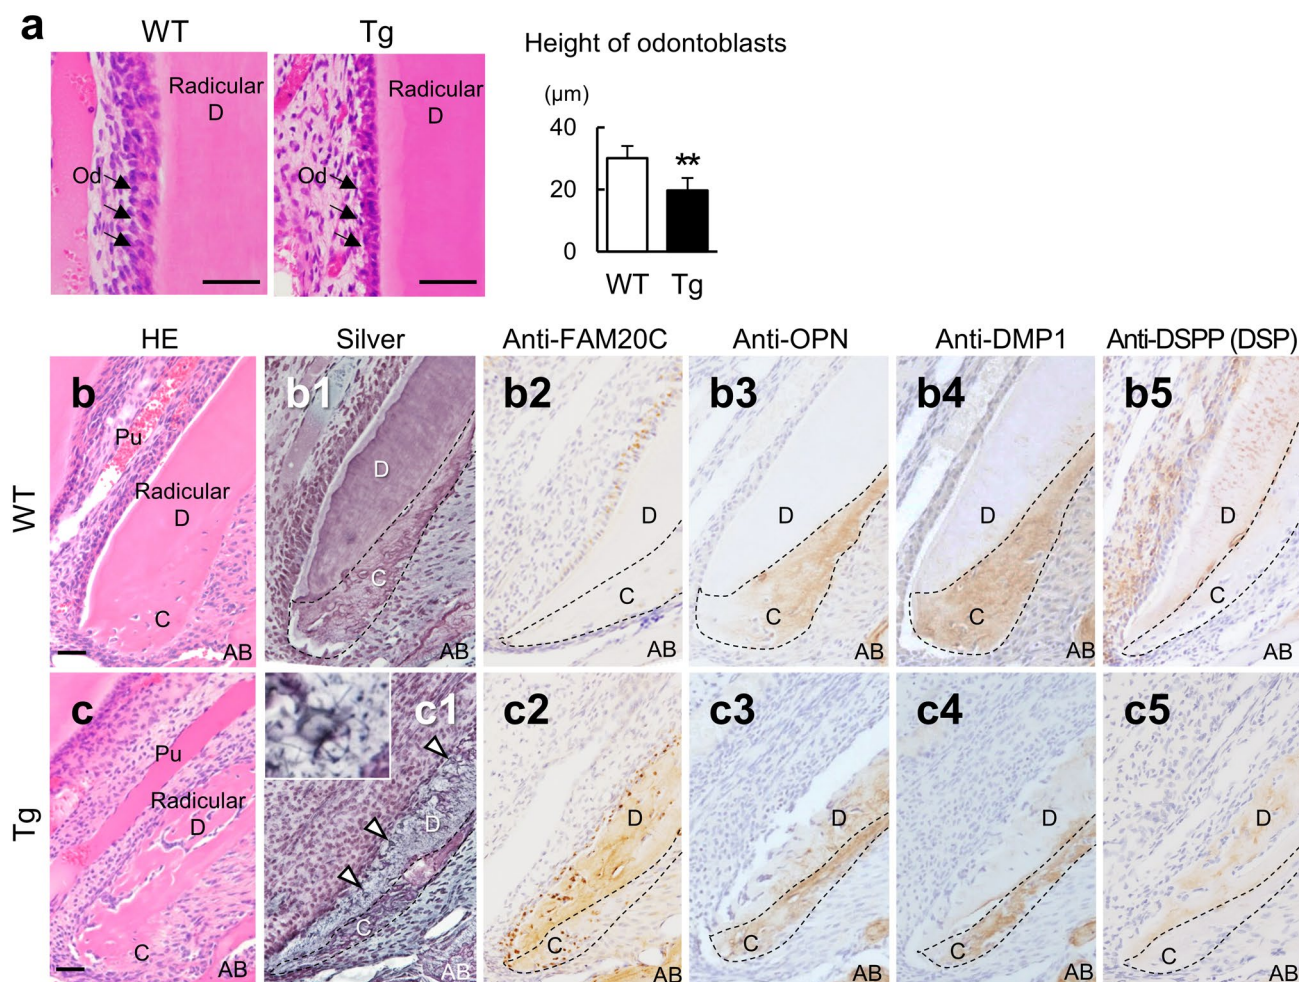 a
WT
Tg
Height of odontoblasts
Radicular
D
Od
Radicular
D
Od
(μm)
40
20
0
**
WT
Tg
HE
Silver
Anti-FAM20C
Anti-OPN
Anti-DMP1
Anti-DSPP (DSP)
WT
b
Pu
Radicular
D
C
AB
b1
D
C
AB
b2
D
C
AB
b3
D
C
AB
b4
D
C
AB
b5
D
C
AB
Tg
c
Pu
Radicular
D
C
AB
c1
D
C
AB
c2
D
C
AB
c3
D
C
AB
c4
D
C
AB
c5
D
C
AB